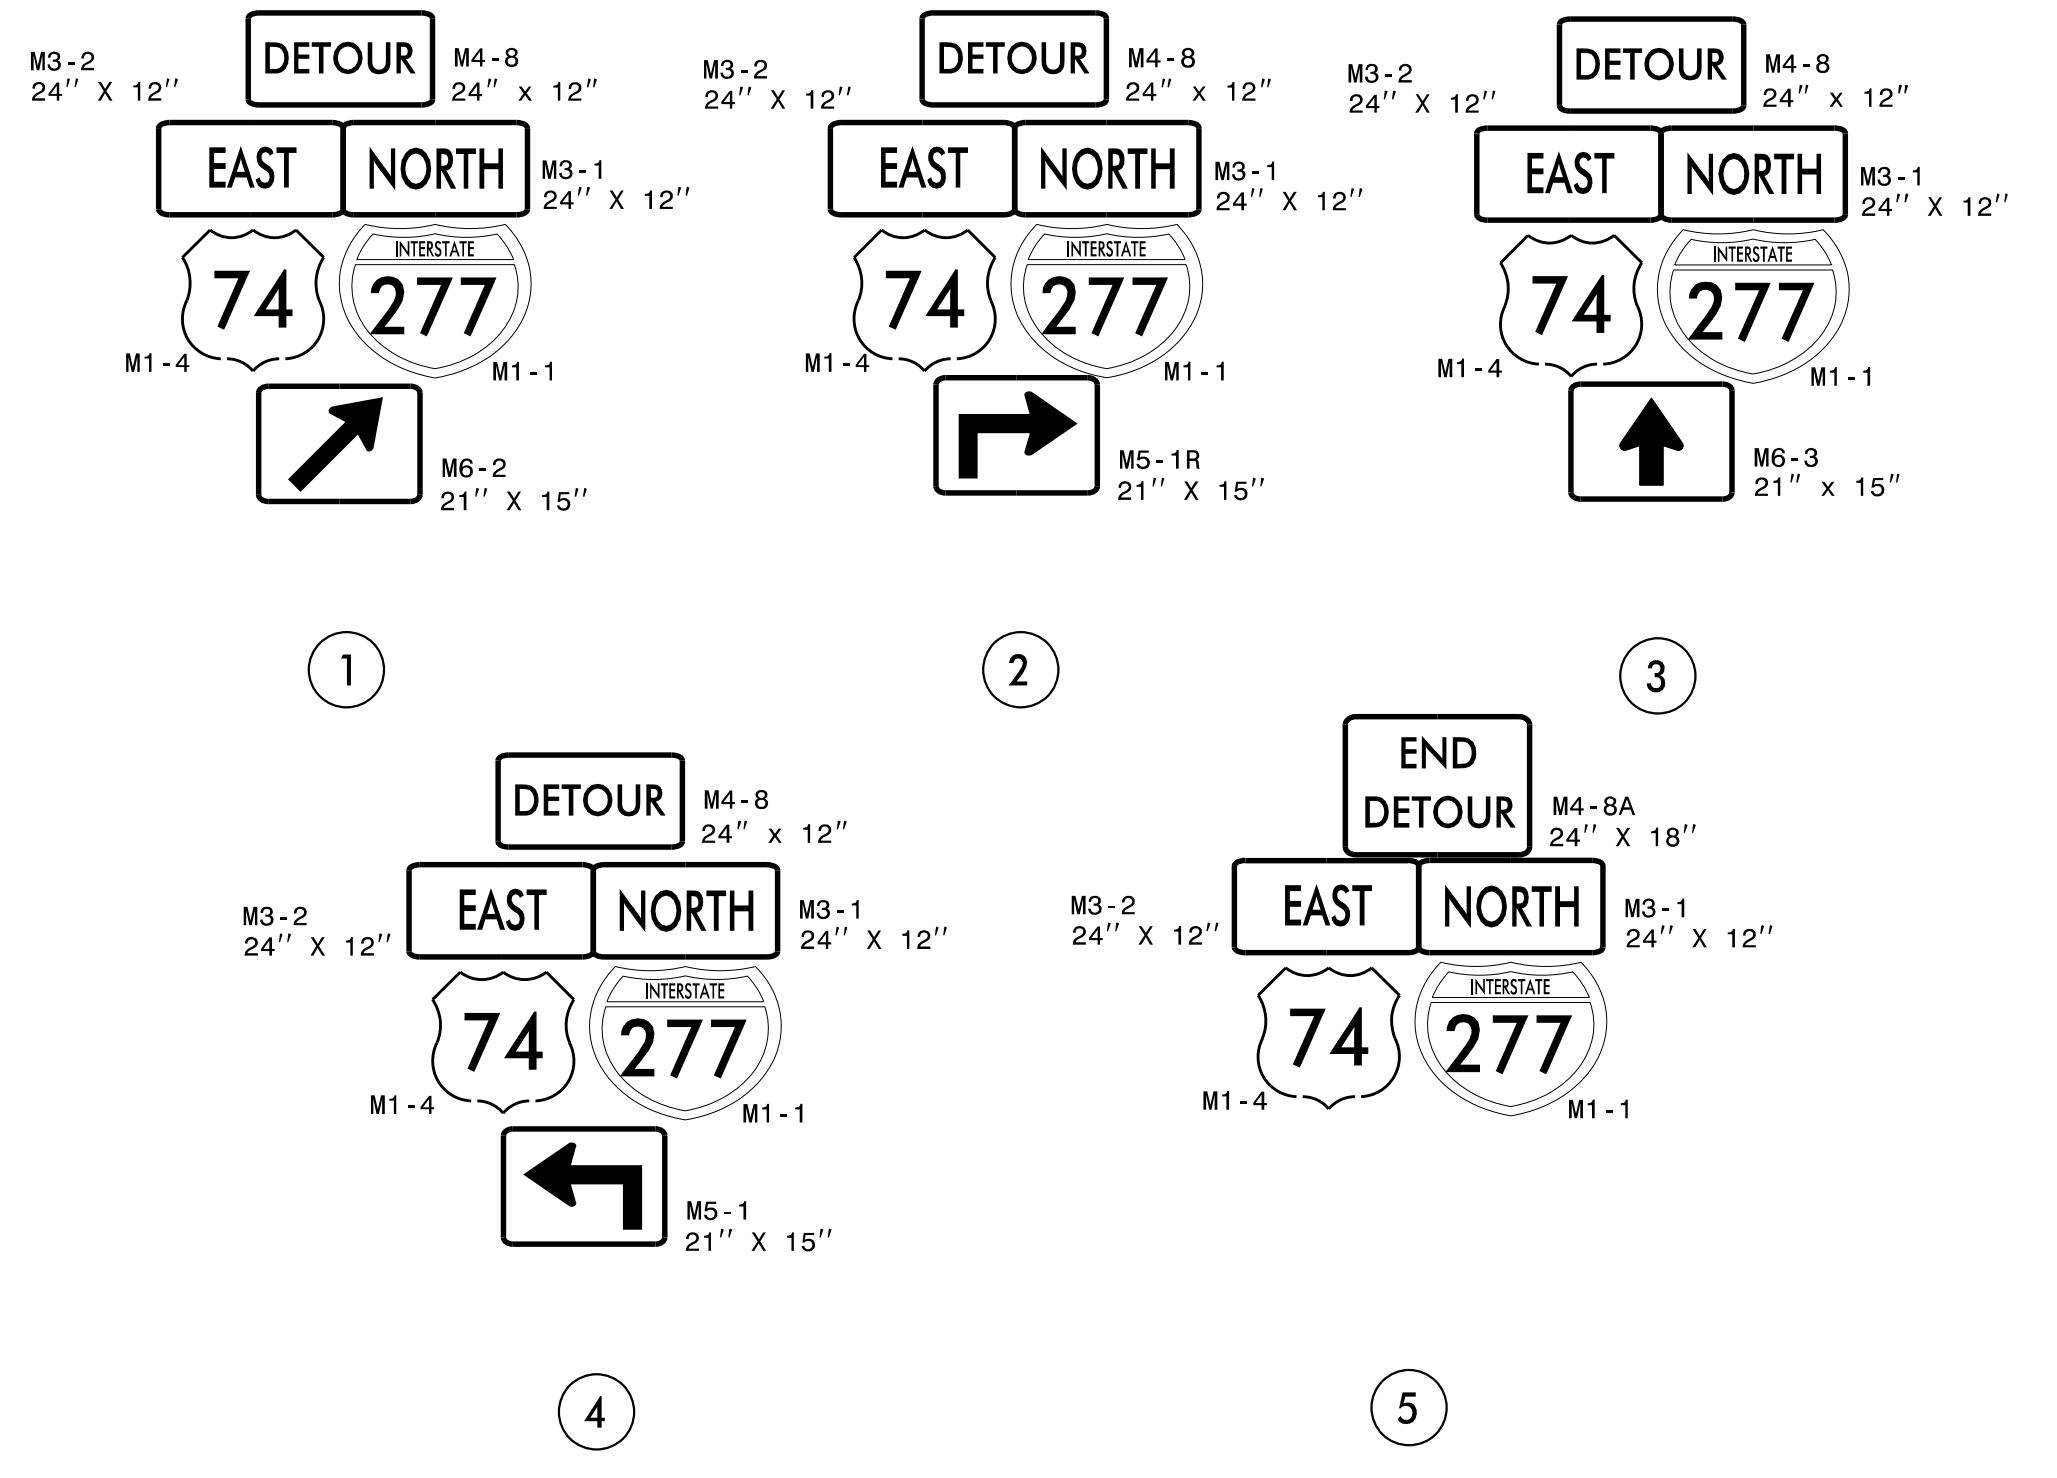 DETOUR
M3-2
24'' X 12''
M4-8
24" x 12"
EAST
NORTH
M3-1
24'' X 12''
74
INTERSTATE
277
M1-4
M1-1
M6-2
21'' X 15''
1
DETOUR
M3-2
24'' X 12''
M4-8
24" x 12"
EAST
NORTH
M3-1
24'' X 12''
74
INTERSTATE
277
M1-4
M1-1
M5-1R
21'' X 15''
2
DETOUR
M3-2
24'' X 12''
M4-8
24" x 12"
EAST
NORTH
M3-1
24'' X 12''
74
INTERSTATE
277
M1-4
M1-1
M6-3
21'' x 15"
3
DETOUR
M4-8
24" x 12"
M3-2
24'' X 12''
EAST
NORTH
M3-1
24'' X 12''
74
INTERSTATE
277
M1-4
M1-1
M5-1
21'' X 15''
4
END
DETOUR
M4-8A
24'' X 18''
M3-2
24'' X 12''
EAST
NORTH
M3-1
24'' X 12''
74
INTERSTATE
277
M1-4
M1-1
5